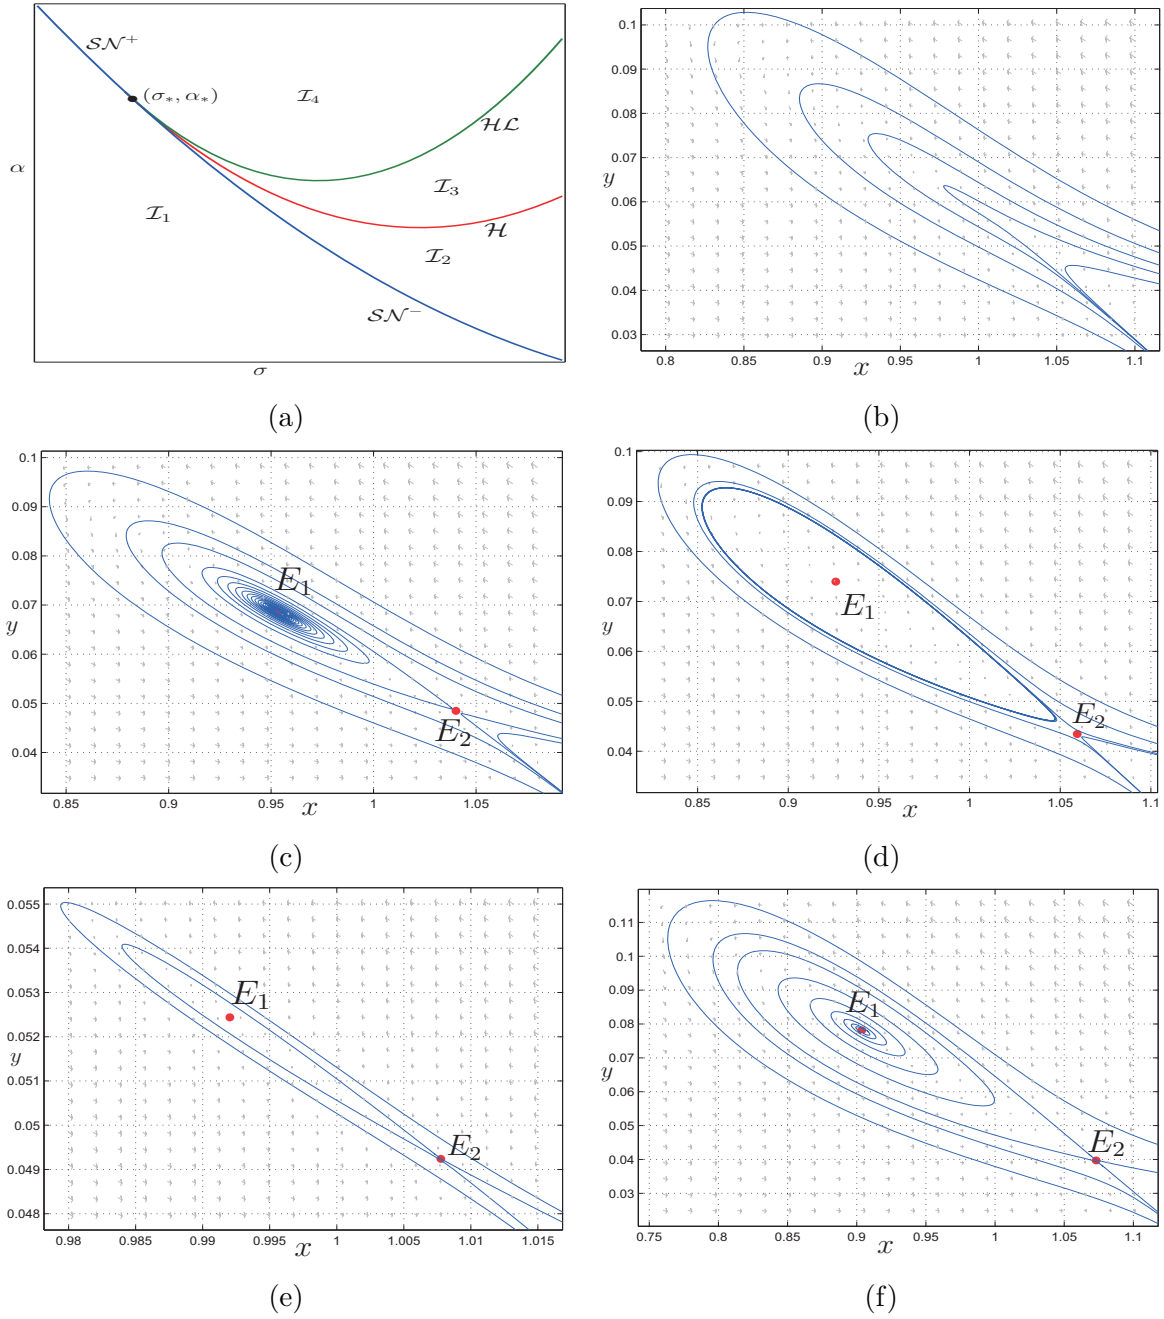 SN⁺
(σ*, α*)
I₄
HL
α
I₃
I₁
H
I₂
SN⁻
σ
(a)
0.1
0.09
0.08
0.07
y
0.06
0.05
0.04
0.03
0.8 0.85 0.9 0.95 1 1.05 1.1
x
(b)
0.1
0.09
0.08
E₁
0.07
y
0.06
0.05
E₂
0.04
0.85 0.9 0.95 1 1.05
x
(c)
0.1
0.09
0.08
0.07
E₁
y
0.06
0.05
E₂
0.04
0.85 0.9 0.95 1 1.05 1.1
x
(d)
0.055
0.054
0.053
E₁
0.052
y
0.051
0.05
E₂
0.049
0.048
0.98 0.985 0.99 0.995 1 1.005 1.01 1.015
x
(e)
0.11
0.1
0.09
E₁
0.08
0.07
y
0.06
0.05
E₂
0.04
0.03
0.75 0.8 0.85 0.9 0.95 1 1.05 1.1
x
(f)